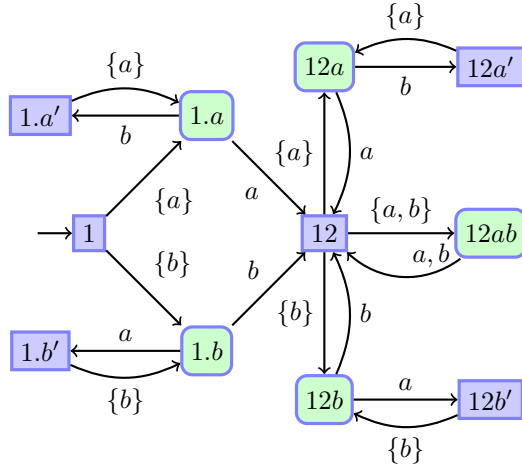 {a}
12a
12a′
{a}
b
1.a′
1.a
b
{a}
a
a
{a}
{a, b}
1
12
12ab
{b}
b
a, b
{b}
b
1.b′
a
1.b
{b}
12b
a
12b′
{b}